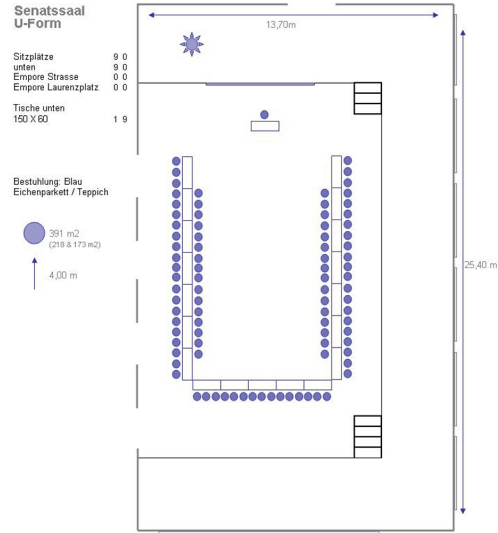 Senatssaal
U-Form
13,70m
Sitzplätze 9 0
unten 9 0
Empore Strasse 0 0
Empore Laurenzplatz 0 0
Tische unten
150 X 60 1 9
Bestuhlung: Blau
Eichenparkett / Teppich
391 m2
(218 & 173 m2)
4,00 m
25,40 m